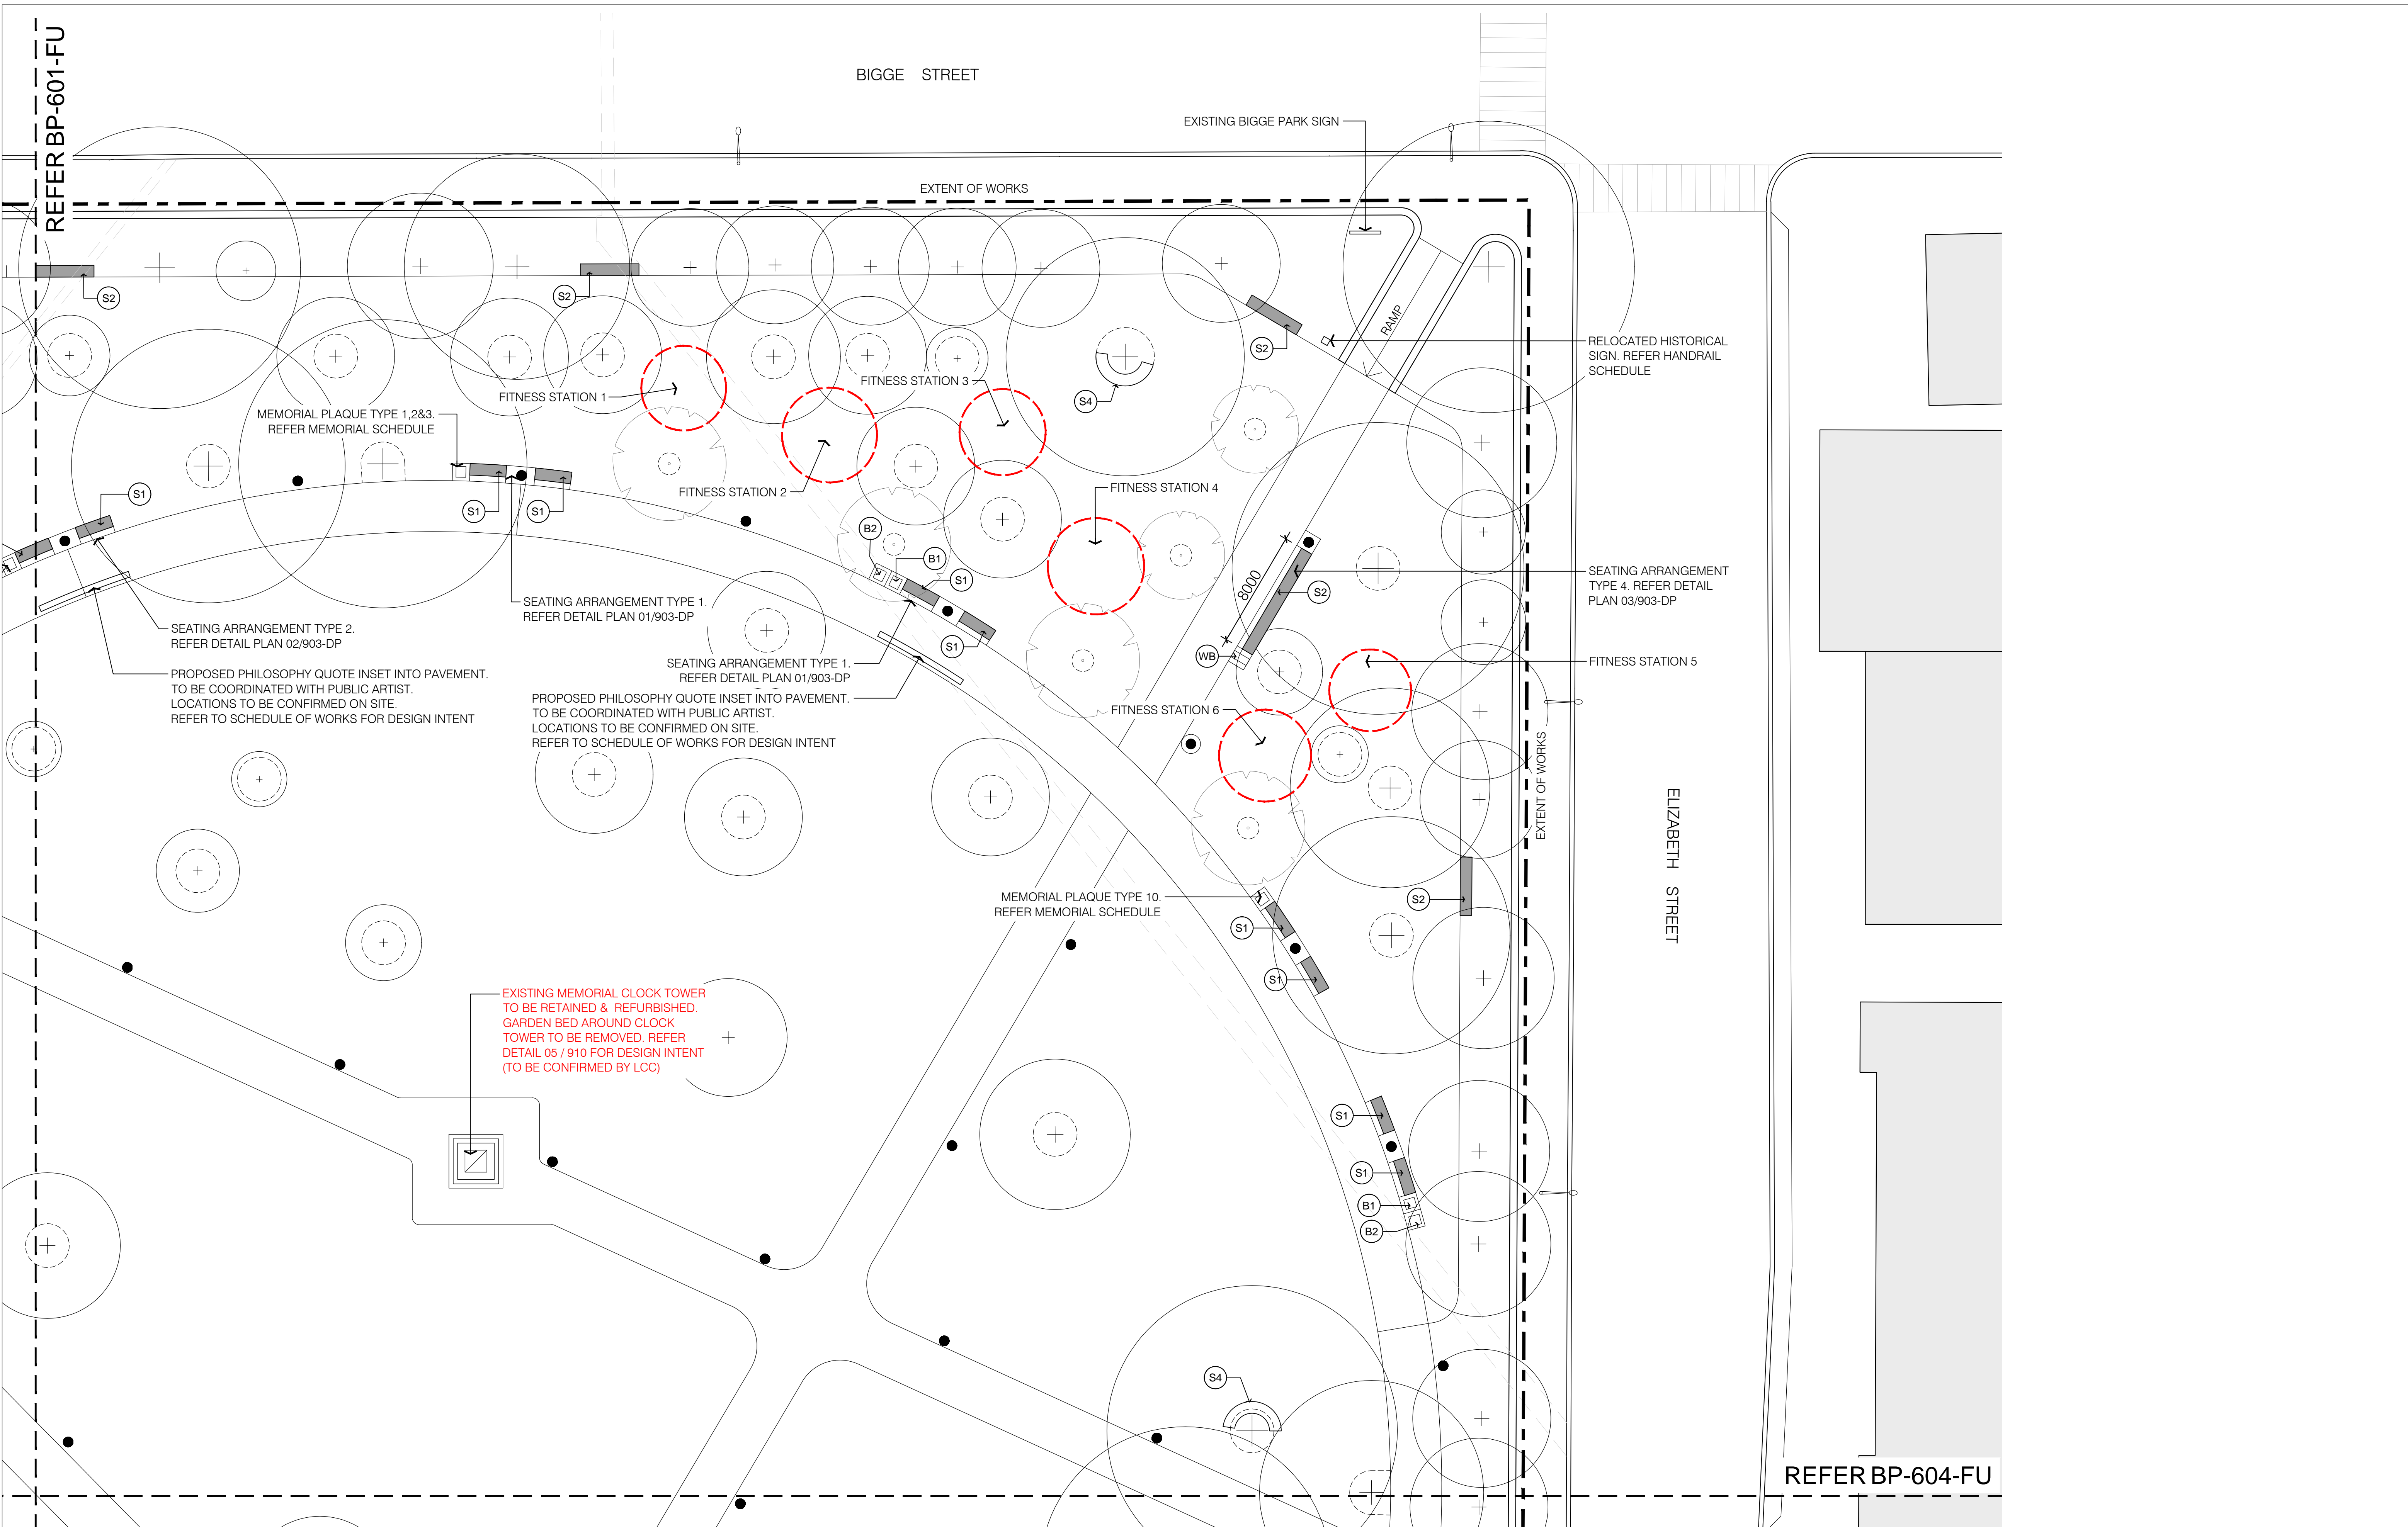 REFER BP-601-FU
BIGGE STREET
EXISTING BIGGE PARK SIGN
EXTENT OF WORKS
S2
S2
S2
RAMP
RELOCATED HISTORICAL
SIGN. REFER HANDRAIL
SCHEDULE
FITNESS STATION 3
FITNESS STATION 1
S4
MEMORIAL PLAQUE TYPE 1,2&3.
REFER MEMORIAL SCHEDULE
FITNESS STATION 2
FITNESS STATION 4
S1
S1
S1
B2
B1
S1
8000
S2
SEATING ARRANGEMENT
TYPE 4. REFER DETAIL
PLAN 03/903-DP
SEATING ARRANGEMENT TYPE 1.
REFER DETAIL PLAN 01/903-DP
SEATING ARRANGEMENT TYPE 2.
REFER DETAIL PLAN 02/903-DP
S1
WB
FITNESS STATION 5
SEATING ARRANGEMENT TYPE 1.
REFER DETAIL PLAN 01/903-DP
PROPOSED PHILOSOPHY QUOTE INSET INTO PAVEMENT.
TO BE COORDINATED WITH PUBLIC ARTIST.
LOCATIONS TO BE CONFIRMED ON SITE.
REFER TO SCHEDULE OF WORKS FOR DESIGN INTENT
PROPOSED PHILOSOPHY QUOTE INSET INTO PAVEMENT.
TO BE COORDINATED WITH PUBLIC ARTIST.
LOCATIONS TO BE CONFIRMED ON SITE.
REFER TO SCHEDULE OF WORKS FOR DESIGN INTENT
FITNESS STATION 6
EXTENT OF WORKS
ELIZABETH STREET
MEMORIAL PLAQUE TYPE 10.
REFER MEMORIAL SCHEDULE
S2
S1
S1
EXISTING MEMORIAL CLOCK TOWER
TO BE RETAINED & REFURBISHED.
GARDEN BED AROUND CLOCK
TOWER TO BE REMOVED. REFER
DETAIL 05 / 910 FOR DESIGN INTENT
(TO BE CONFIRMED BY LCC)
S1
S1
B1
B2
S4
REFER BP-604-FU